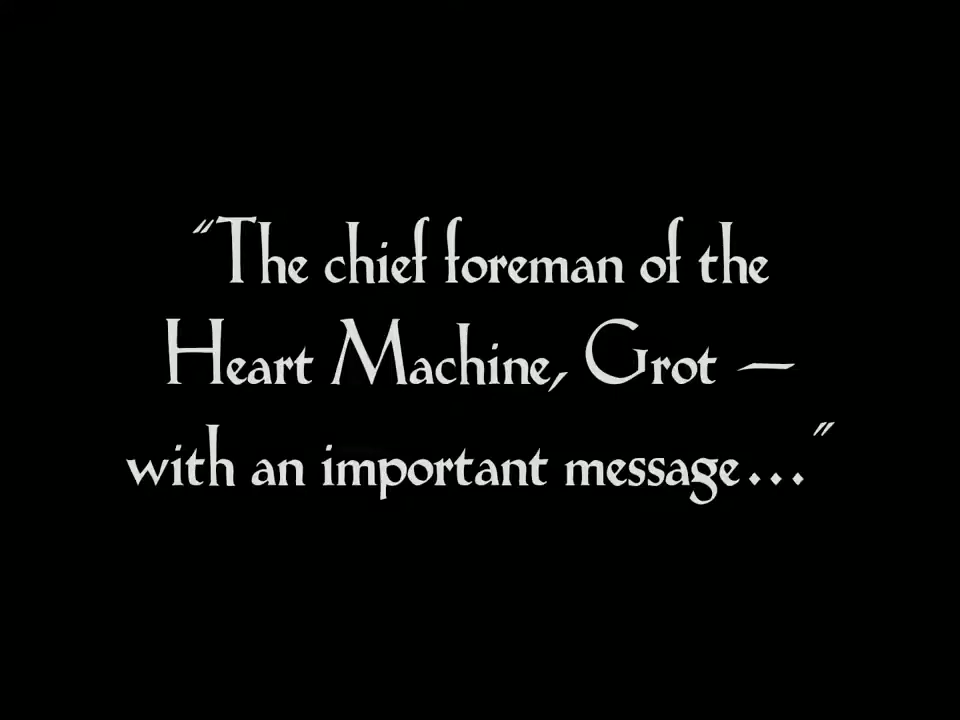 “The chief foreman of the
Heart Machine, Grot —
with an important message...”